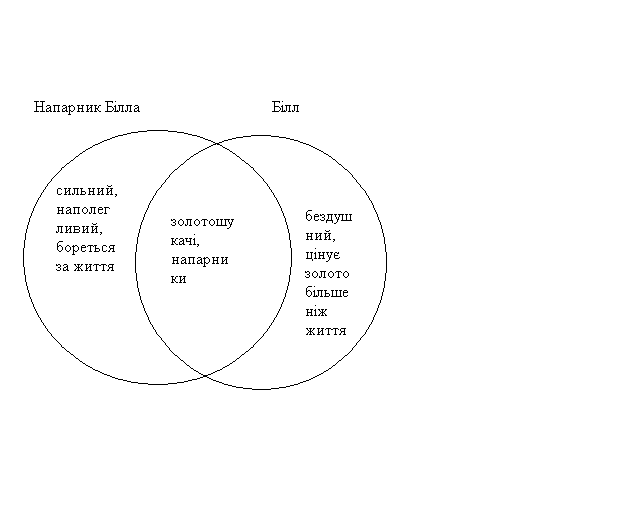 Напарник Білла
Білл
сильний,
наполег
ливий,
бореться
за життя
золотошу
качі,
напарни
ки
бездуш
ний,
цінує
золото
більше
ніж
життя